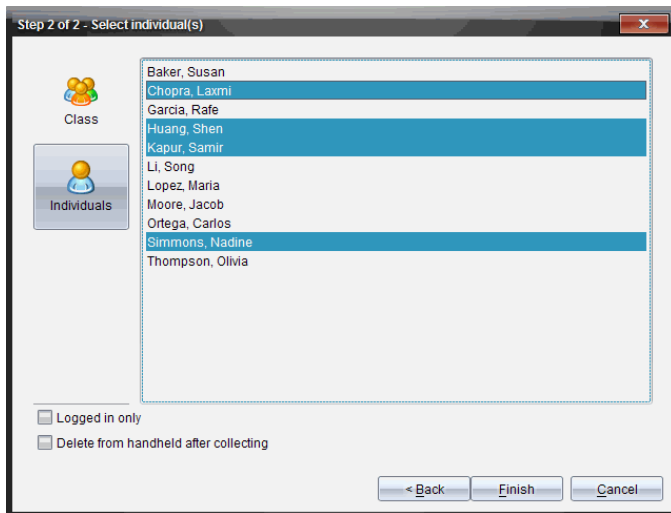 Step 2 of 2 - Select individual(s)
Class
Individuals
Baker, Susan
Chopra, Laxmi
Garcia, Rafe
Huang, Shen
Kapur, Samir
Li, Song
Lopez, Maria
Moore, Jacob
Ortega, Carlos
Simmons, Nadine
Thompson, Olivia
Logged in only
Delete from handheld after collecting
< Back Finish Cancel